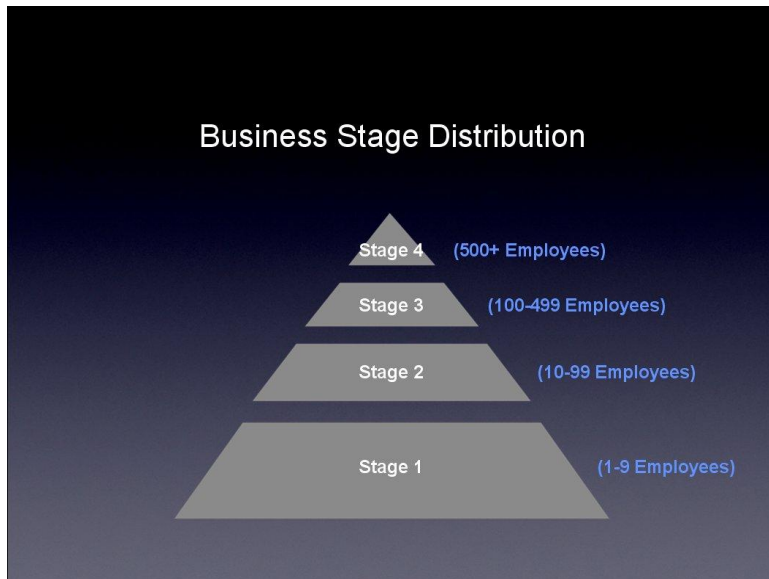 Business Stage Distribution
Stage 4 (500+ Employees)
Stage 3 (100-499 Employees)
Stage 2 (10-99 Employees)
Stage 1 (1-9 Employees)